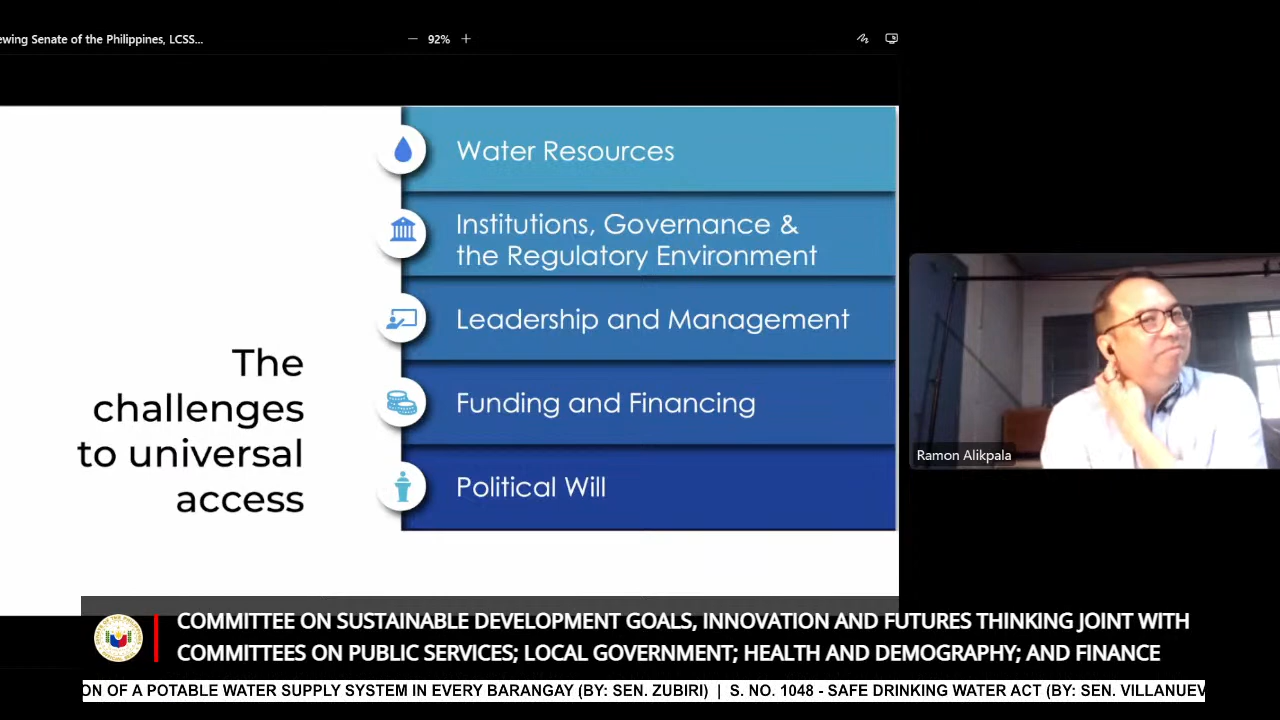 ewing Senate of the Philippines, LCSS...
92%
Water Resources
Institutions, Governance &
the Regulatory Environment
Leadership and Management
Funding and Financing
Political Will
The
challenges
to universal
access
Ramon Alikpala
COMMITTEE ON SUSTAINABLE DEVELOPMENT GOALS, INNOVATION AND FUTURES THINKING JOINT WITH
COMMITTEES ON PUBLIC SERVICES; LOCAL GOVERNMENT; HEALTH AND DEMOGRAPHY; AND FINANCE
ON OF A POTABLE WATER SUPPLY SYSTEM IN EVERY BARANGAY (BY: SEN. ZUBIRI) | S. NO. 1048 - SAFE DRINKING WATER ACT (BY: SEN. VILLANUEV